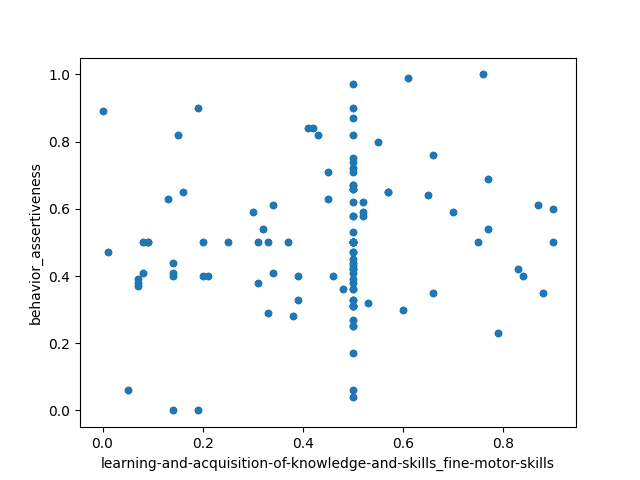 1.0
0.8
0.6
0.4
0.2
0.0
behavior_assertiveness
0.0 0.2 0.4 0.6 0.8
learning-and-acquisition-of-knowledge-and-skills_fine-motor-skills